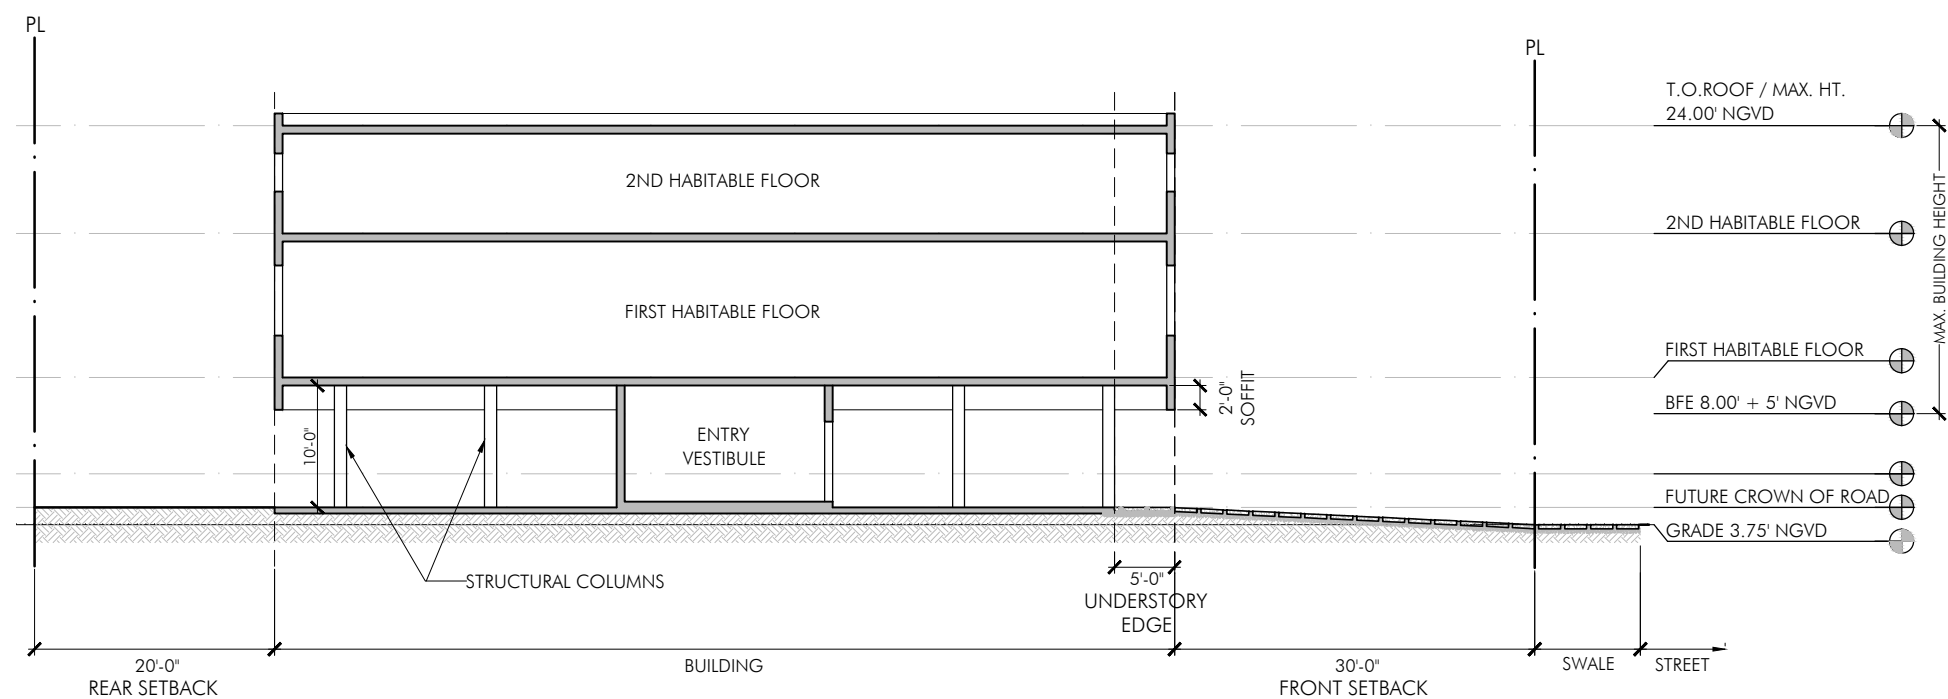 PL
PL
T.O.ROOF / MAX. HT.
24.00' NGVD
2ND HABITABLE FLOOR
2ND HABITABLE FLOOR
MAX. BUILDING HEIGHT
FIRST HABITABLE FLOOR
FIRST HABITABLE FLOOR
2'-0"
SOFFIT
BFE 8.00' + 5' NGVD
10'-0"
ENTRY
VESTIBULE
FUTURE CROWN OF ROAD
GRADE 3.75' NGVD
STRUCTURAL COLUMNS
5'-0"
UNDERSTORY
EDGE
20'-0"
REAR SETBACK
BUILDING
30'-0"
FRONT SETBACK
SWALE
STREET